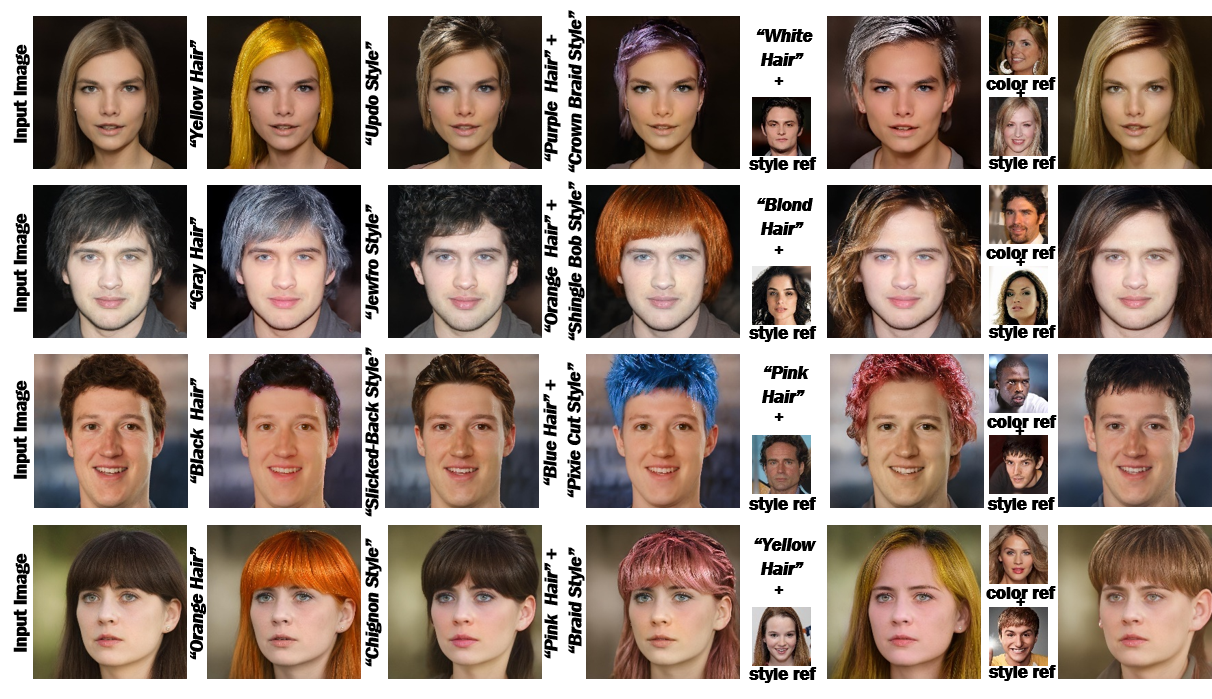 Input Image
"Yellow Hair"
"Updo Style"
"Purple Hair" +
"Crown Braid Style"
"White
Hair"
+
style ref
color ref
+
style ref
Input Image
"Gray Hair"
"Jewfro Style"
"Orange Hair" +
"Shingle Bob Style"
"Blond
Hair"
+
style ref
color ref
+
style ref
Input Image
"Black Hair"
"Slicked-Back Style"
"Blue Hair" +
"Pixie Cut Style"
"Pink
Hair"
+
style ref
color ref
+
style ref
Input Image
"Orange Hair"
"Chignon Style"
"Pink Hair" +
"Braid Style"
"Yellow
Hair"
+
style ref
color ref
+
style ref